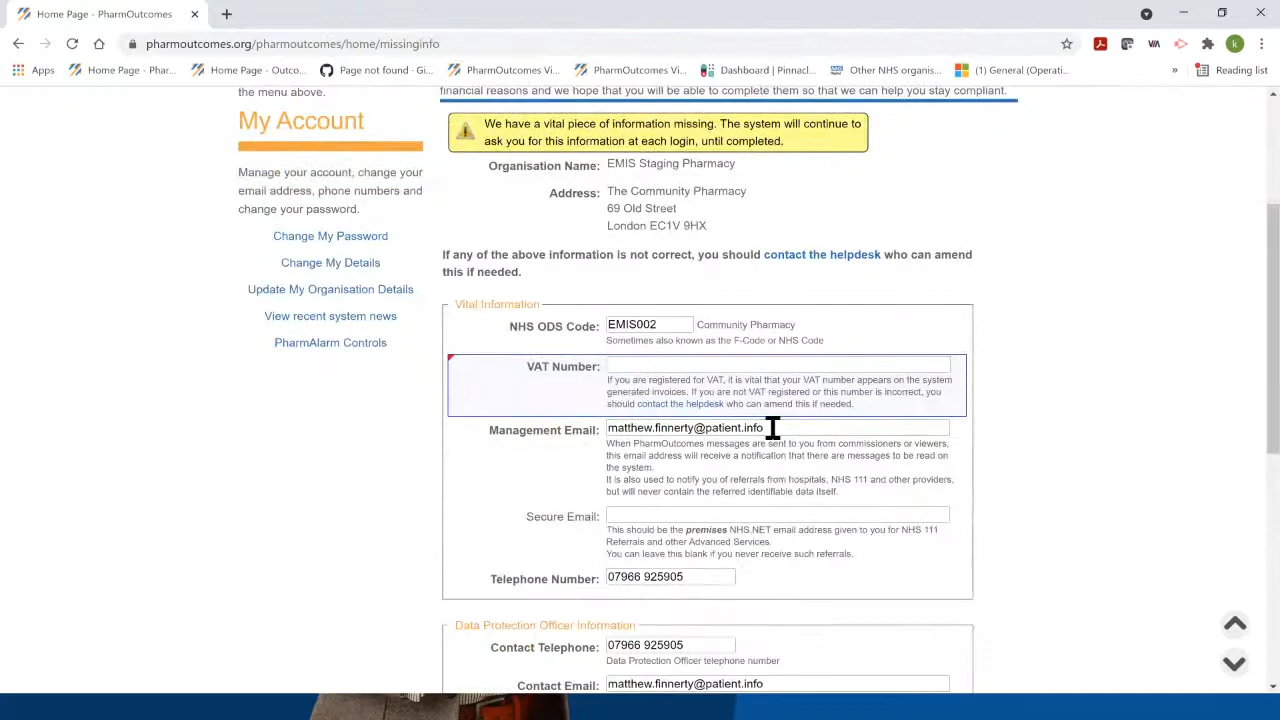 Home Page - PharmOutcomes
pharmoutcomes.org/pharmoutcomes/home/missinginfo
Apps
Home Page - Phar...
Home Page - Outco...
Page not found · Gi...
PharmOutcomes Vi...
PharmOutcomes Vi...
Dashboard | Pinnacl...
Other NHS organis...
(1) General (Operati...
»
Reading list
k
the menu above.
My Account
Manage your account, change your
email address, phone numbers and
change your password.
Change My Password
Change My Details
Update My Organisation Details
View recent system news
PharmAlarm Controls
financial reasons and we hope that you will be able to complete them so that we can help you stay compliant.
We have a vital piece of information missing. The system will continue to
ask you for this information at each login, until completed.
Organisation Name: EMIS Staging Pharmacy
Address: The Community Pharmacy
69 Old Street
London EC1V 9HX
If any of the above information is not correct, you should contact the helpdesk who can amend
this if needed.
Vital Information
NHS ODS Code: EMIS002 Community Pharmacy
Sometimes also known as the F-Code or NHS Code
VAT Number:
If you are registered for VAT, it is vital that your VAT number appears on the system
generated invoices. If you are not VAT registered or this number is incorrect, you
should contact the helpdesk who can amend this if needed.
Management Email: matthew.finnerty@patient.info
When PharmOutcomes messages are sent to you from commissioners or viewers,
this email address will receive a notification that there are messages to be read on
the system.
It is also used to notify you of referrals from hospitals, NHS 111 and other providers,
but will never contain the referred identifiable data itself.
Secure Email:
This should be the premises NHS.NET email address given to you for NHS 111
Referrals and other Advanced Services.
You can leave this blank if you never receive such referrals.
Telephone Number: 07966 925905
Data Protection Officer Information
Contact Telephone: 07966 925905
Data Protection Officer telephone number
Contact Email: matthew.finnerty@patient.info